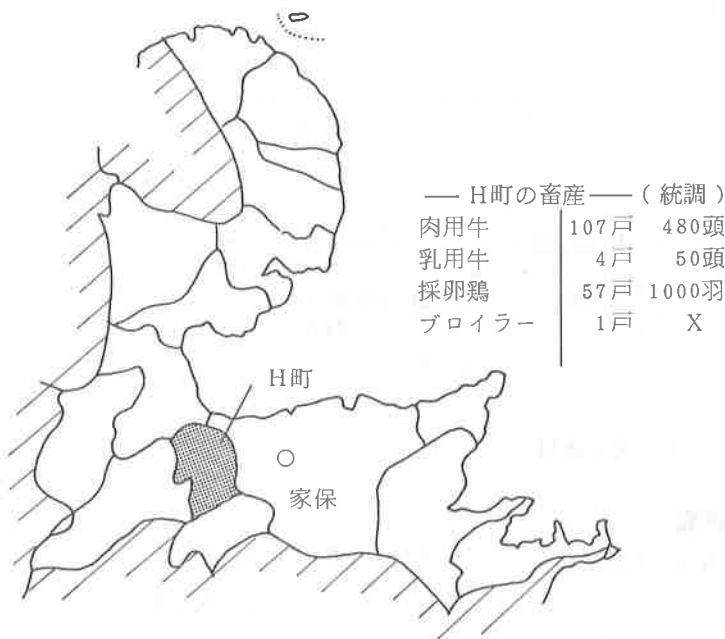 ― H町の畜産 ― ( 統調 )
肉用牛 107戸 480頭
乳用牛 4戸 50頭
採卵鶏 57戸 1000羽
ブロイラー 1戸 X
H町
家保